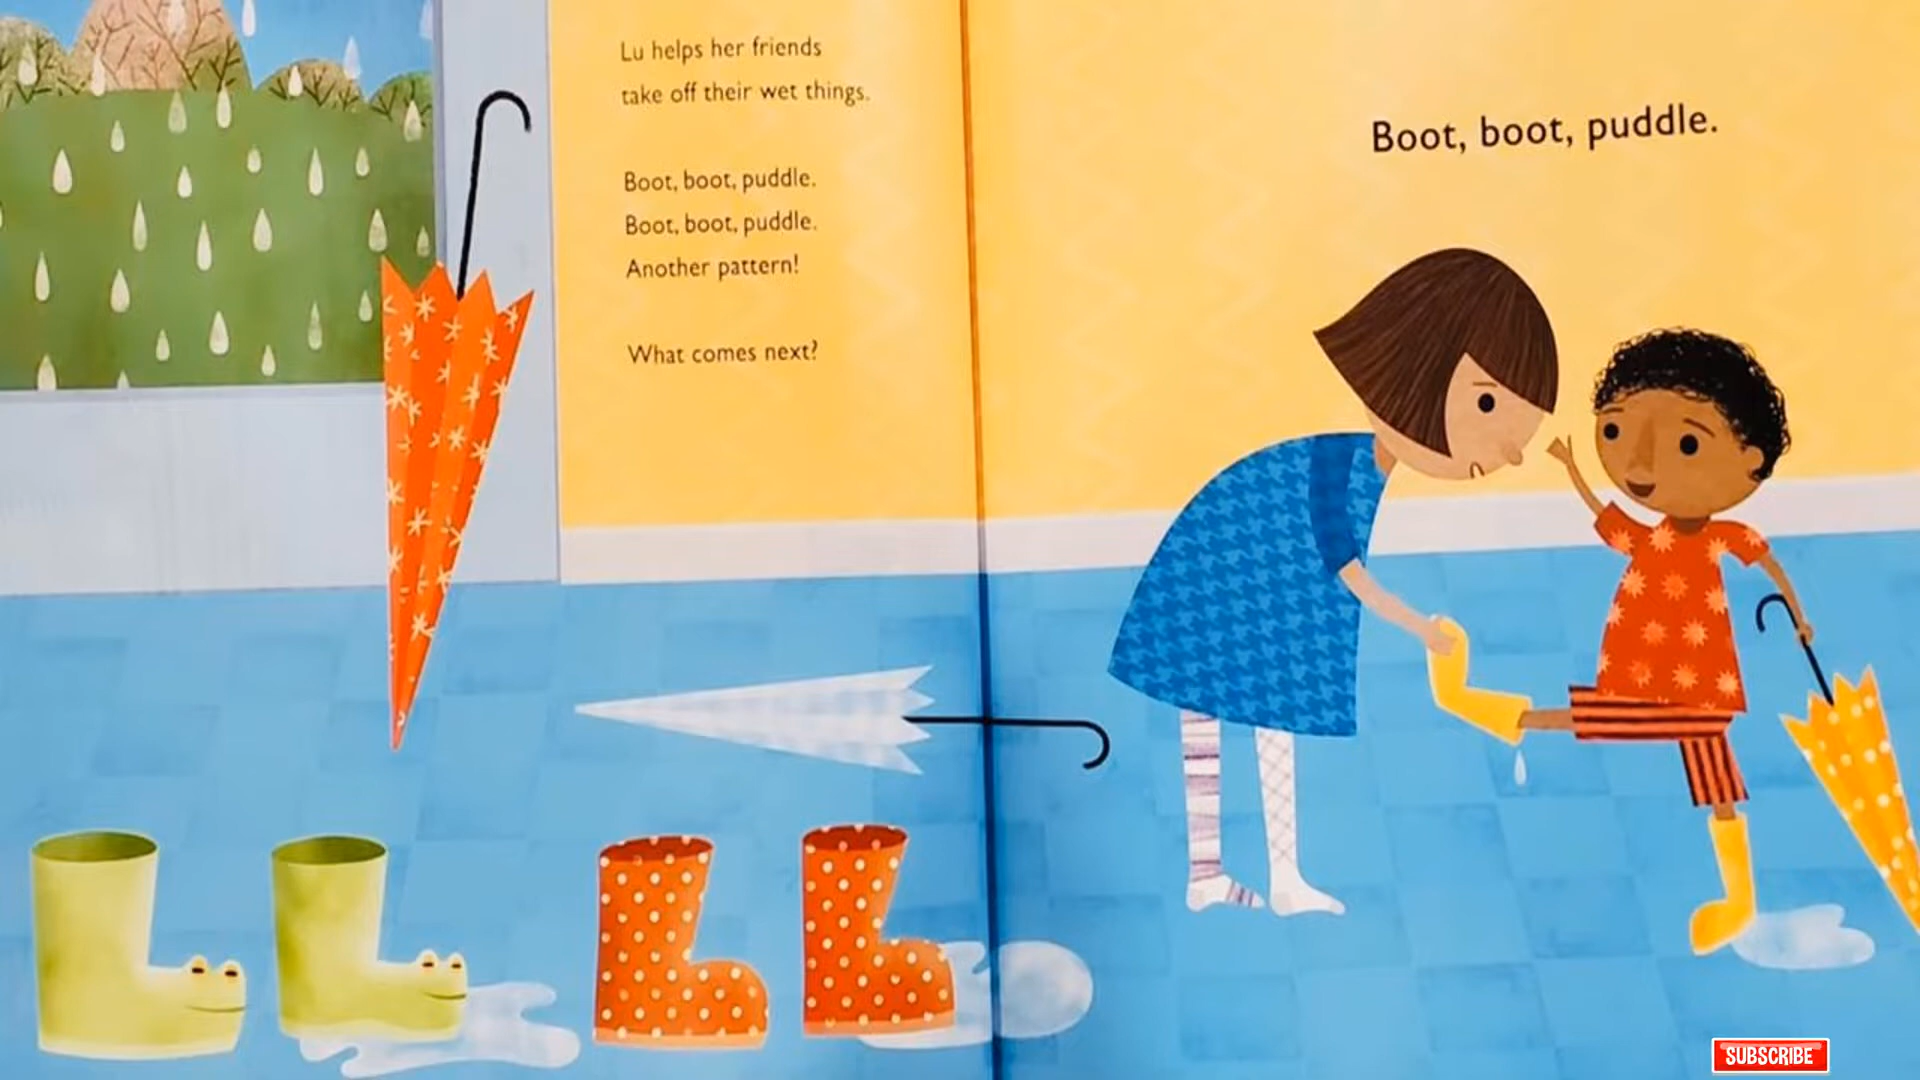 Lu helps her friends
take off their wet things.
Boot, boot, puddle.
Boot, boot, puddle.
Another pattern!
What comes next?
Boot, boot, puddle.
SUBSCRIBE